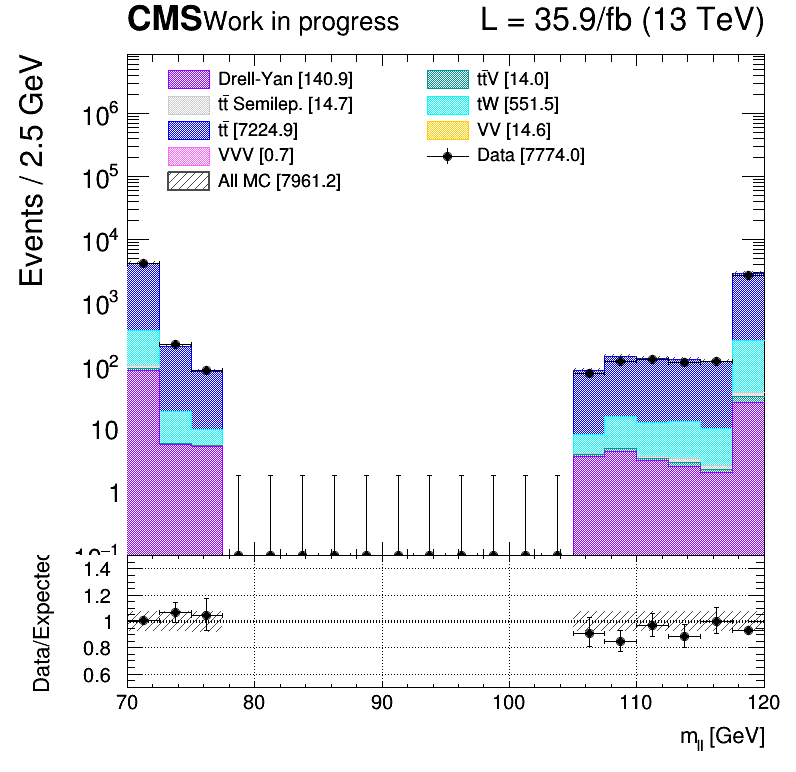 CMS Work in progress L = 35.9/fb (13 TeV)
Drell-Yan [140.9] tt̄V [14.0]
tt̄ Semilep. [14.7] tW [551.5]
tt̄ [7224.9] VV [14.6]
VVV [0.7] Data [7774.0]
All MC [7961.2]
Events / 2.5 GeV
10⁶
10⁵
10⁴
10³
10²
10
1
10⁻¹
Data/Expected
1.4
1.2
1
0.8
0.6
70 80 90 100 110 120
m_ll [GeV]